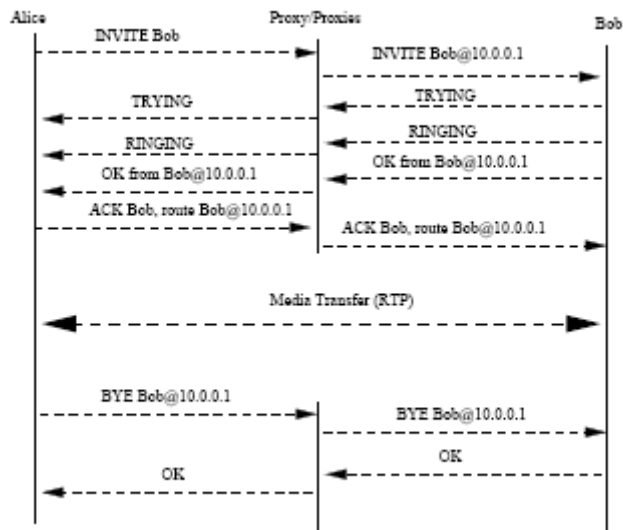 Alice
Proxy/Proxies
Bob
INVITE Bob
INVITE Bob@10.0.0.1
TRYING
TRYING
RINGING
RINGING
OK from Bob@10.0.0.1
OK from Bob@10.0.0.1
ACK Bob, route Bob@10.0.0.1
ACK Bob, route Bob@10.0.0.1
Media Transfer (RTP)
BYE Bob@10.0.0.1
BYE Bob@10.0.0.1
OK
OK